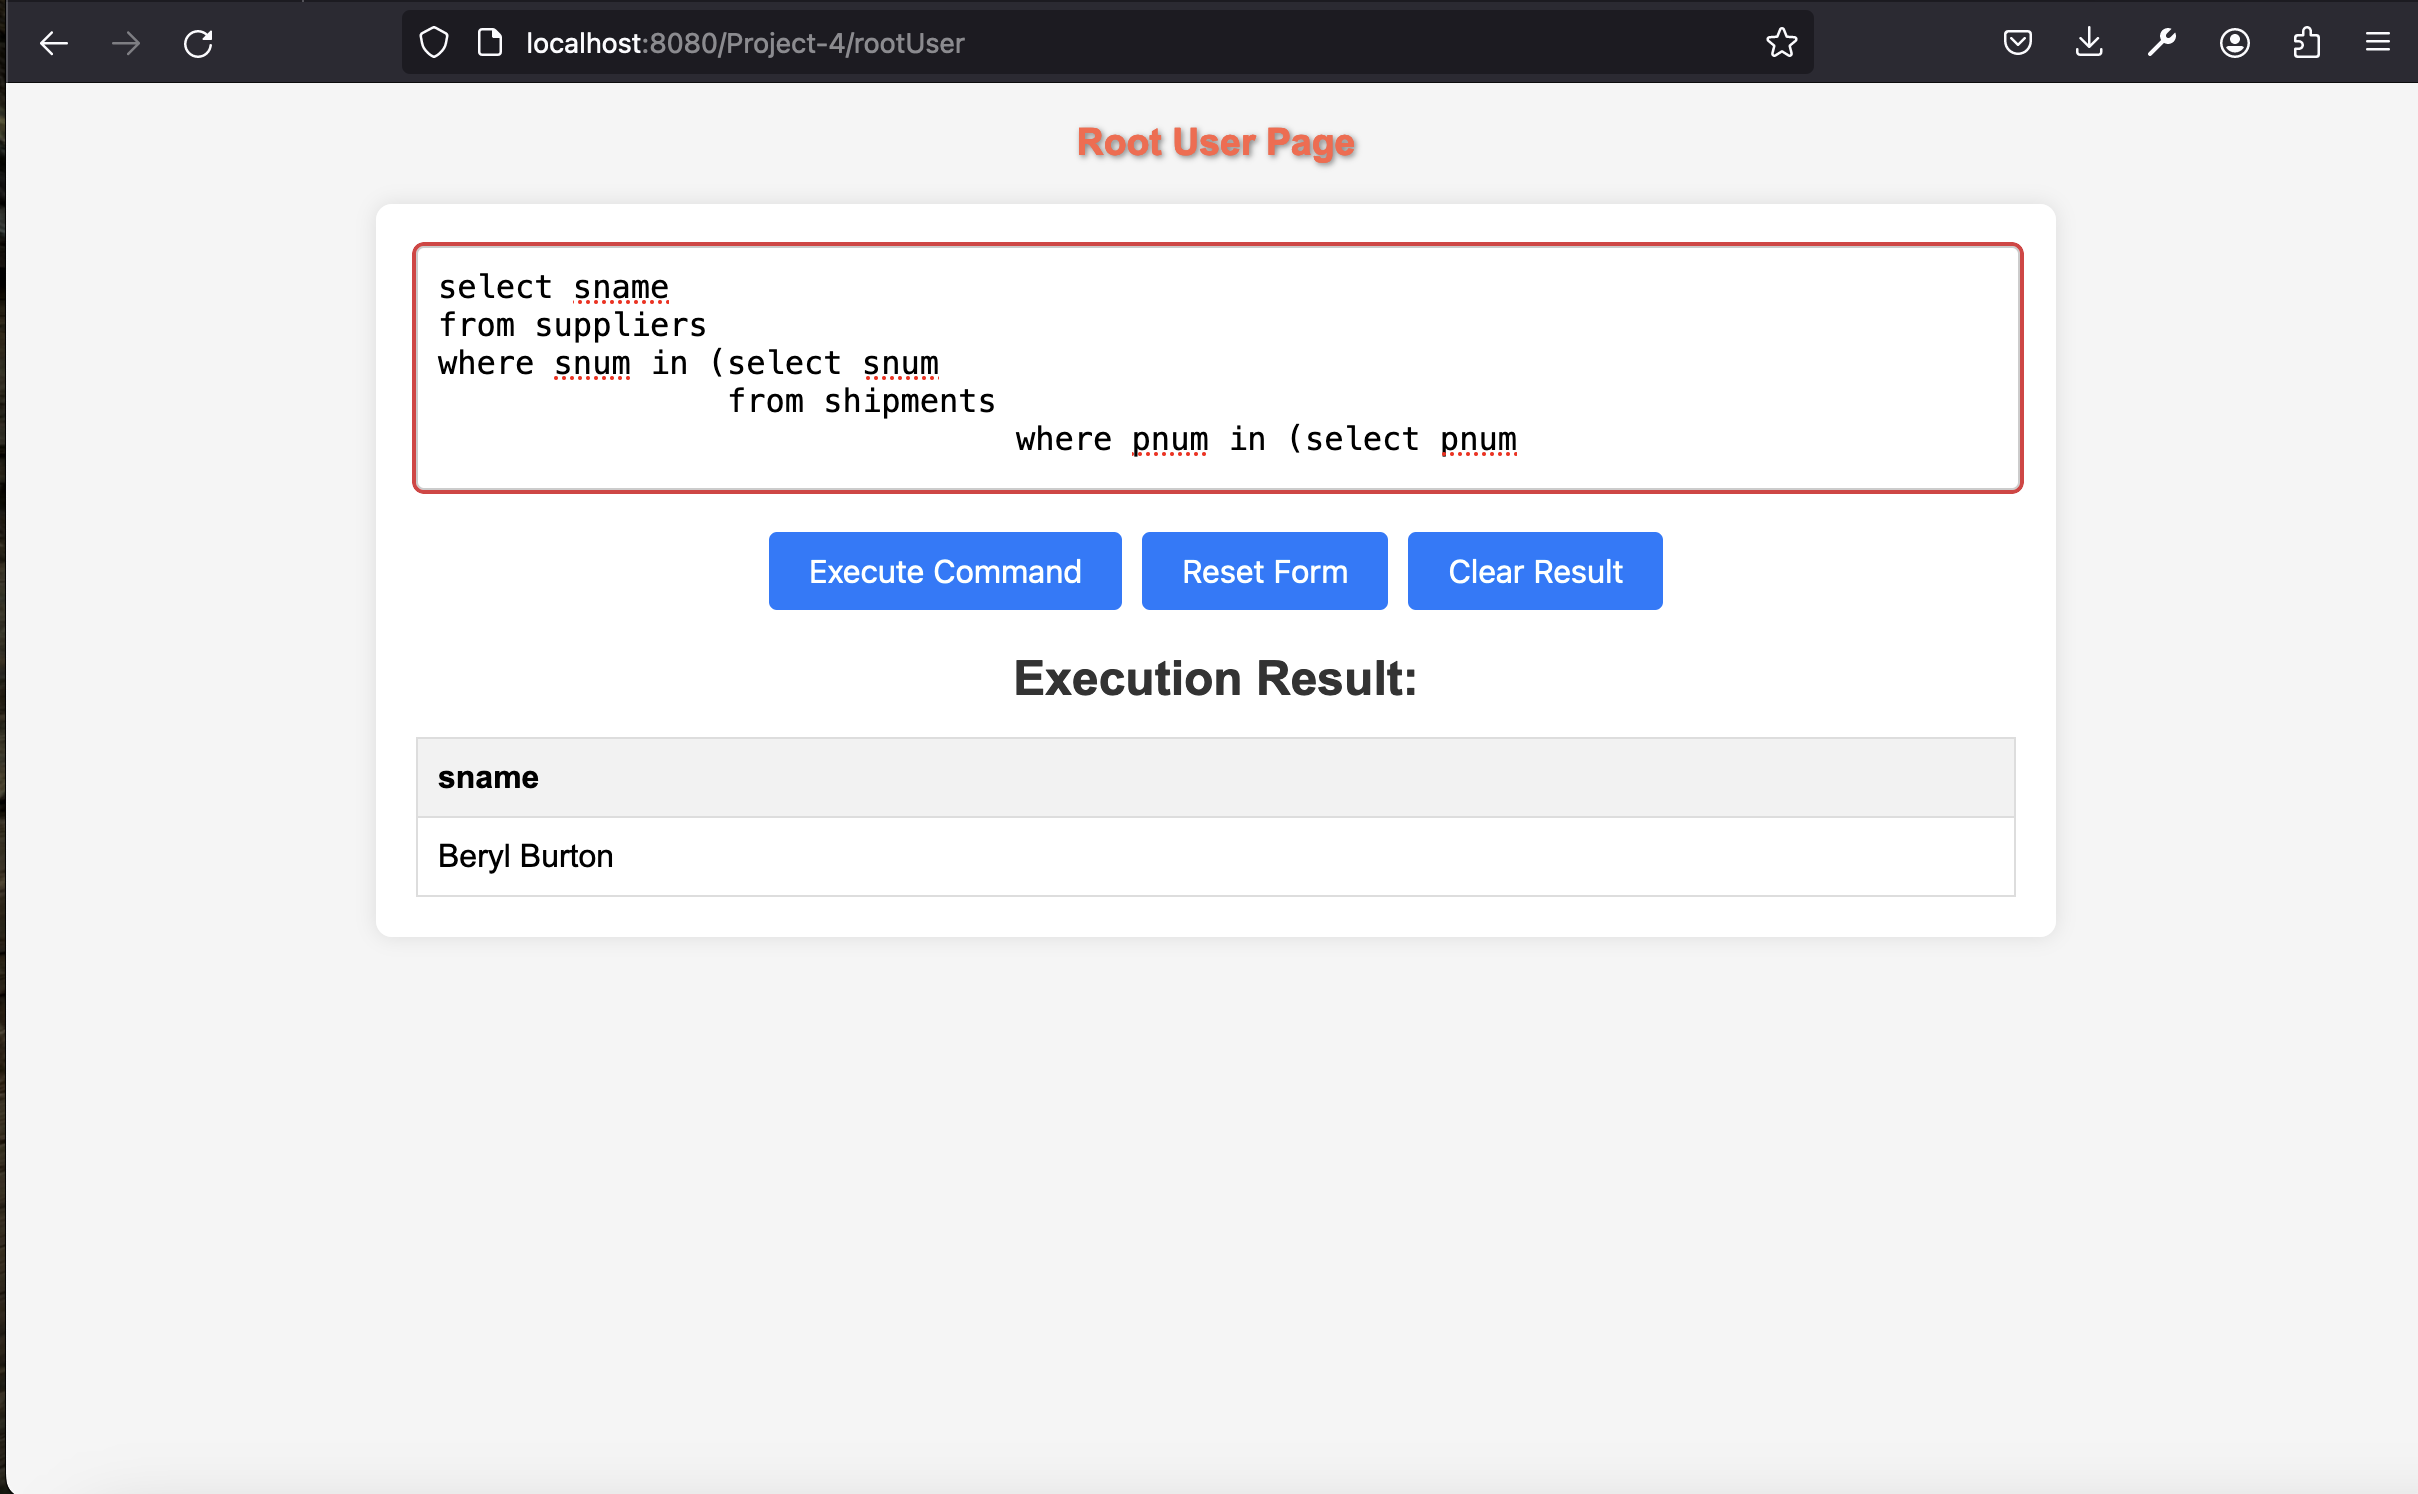 localhost:8080/Project-4/rootUser
Root User Page
select sname
from suppliers
where snum in (select snum
from shipments
where pnum in (select pnum
Execute Command
Reset Form
Clear Result
Execution Result:
sname
Beryl Burton